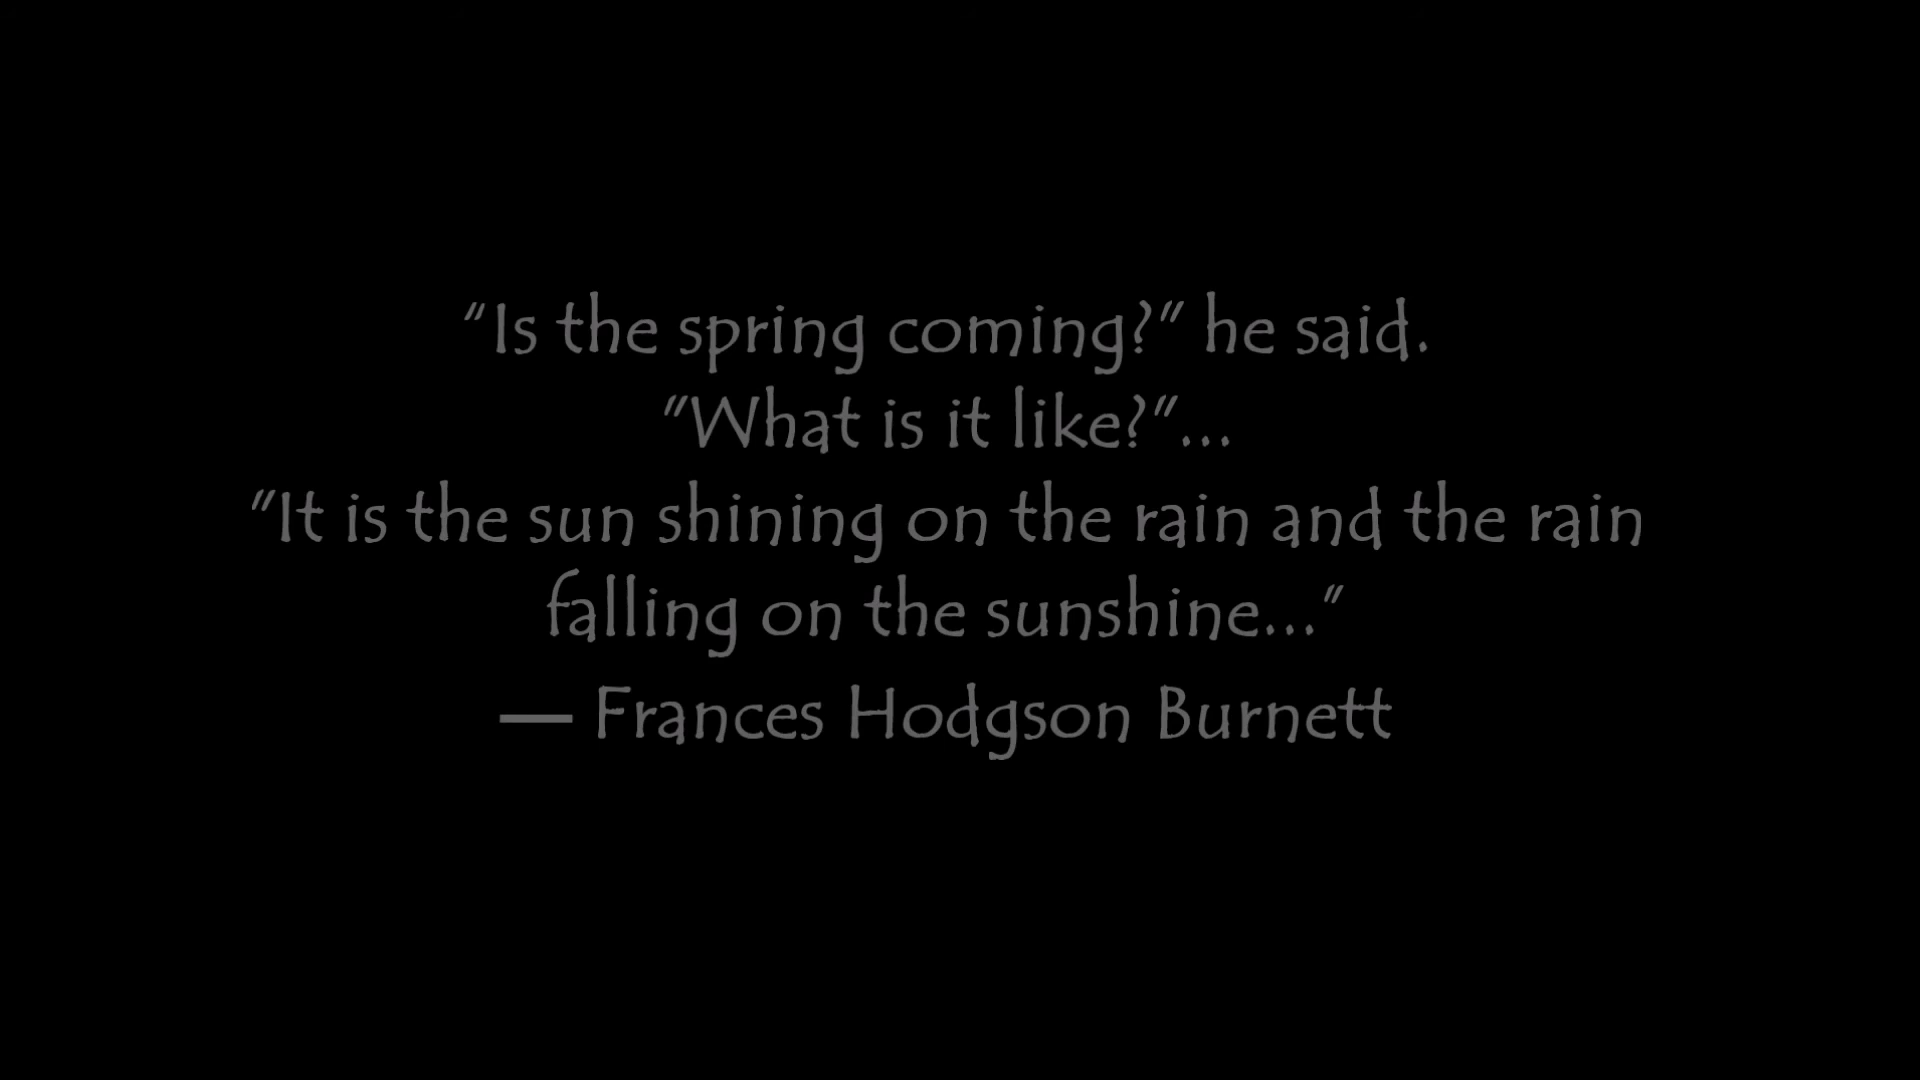 "Is the spring coming?" he said.
"What is it like?"...
"It is the sun shining on the rain and the rain
falling on the sunshine..."
— Frances Hodgson Burnett